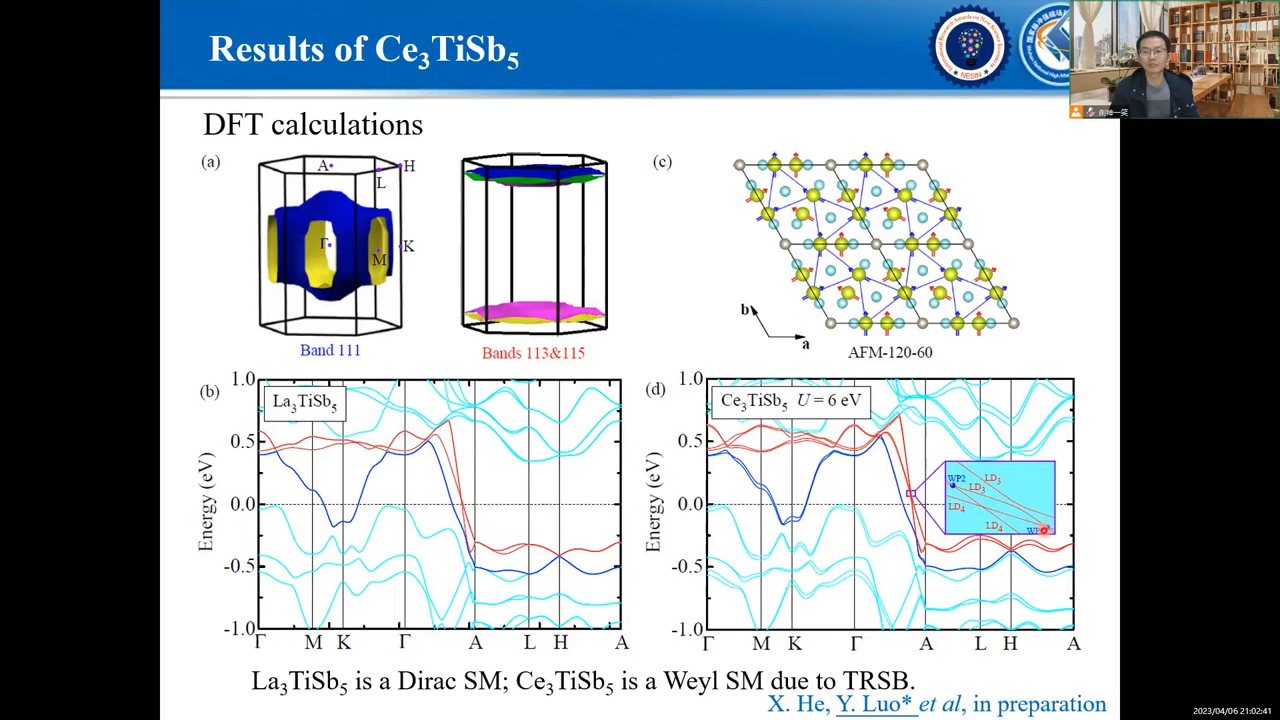 Results of Ce₃TiSb₅
NESIN
DFT calculations
(a)
A
H
L
Γ
K
M
Band 111
Bands 113&115
(c)
b
a
AFM-120-60
(b)
La₃TiSb₅
Energy (eV)
1.0
0.5
0.0
-0.5
-1.0
Γ M K Γ A L H A
(d)
Ce₃TiSb₅ U = 6 eV
Energy (eV)
1.0
0.5
0.0
-0.5
-1.0
WP2
LD₃
LD₃
LD₄
LD₄
Γ M K Γ A L H A
La₃TiSb₅ is a Dirac SM; Ce₃TiSb₅ is a Weyl SM due to TRSB.
X. He, Y. Luo* et al, in preparation
2023/04/06 21:02:41